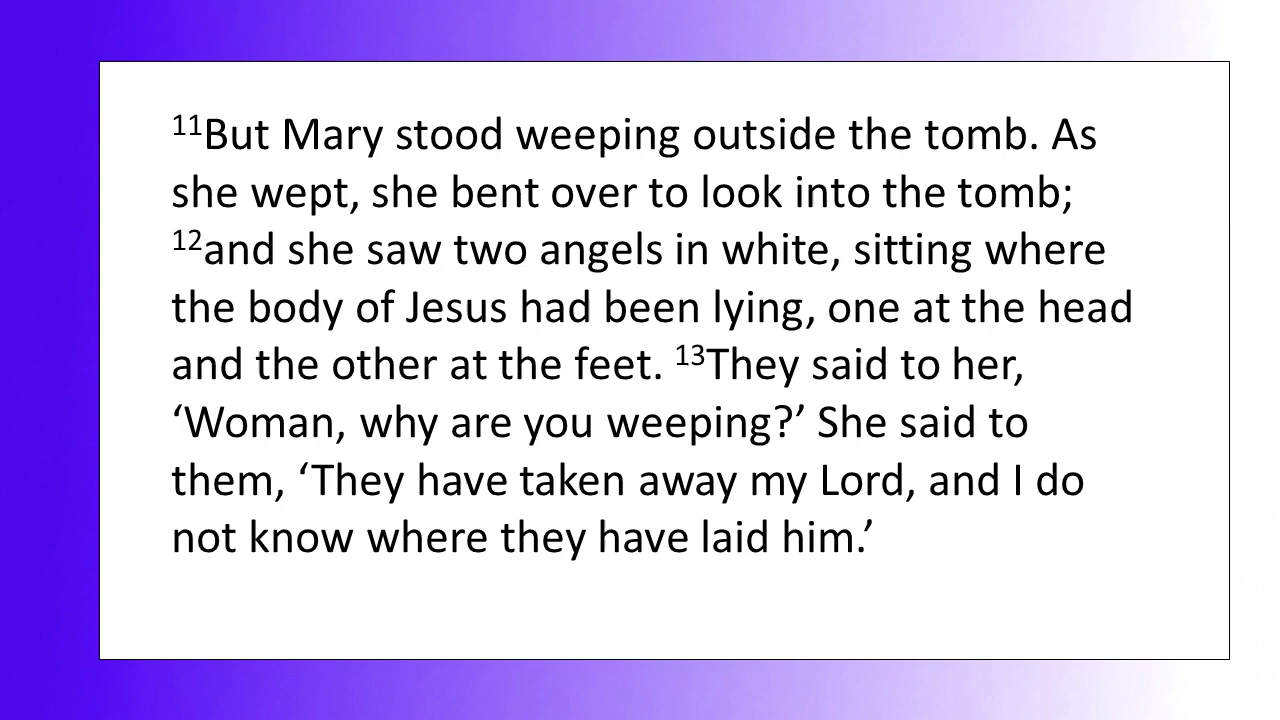 ¹¹But Mary stood weeping outside the tomb. As
she wept, she bent over to look into the tomb;
¹²and she saw two angels in white, sitting where
the body of Jesus had been lying, one at the head
and the other at the feet. ¹³They said to her,
‘Woman, why are you weeping?’ She said to
them, ‘They have taken away my Lord, and I do
not know where they have laid him.’